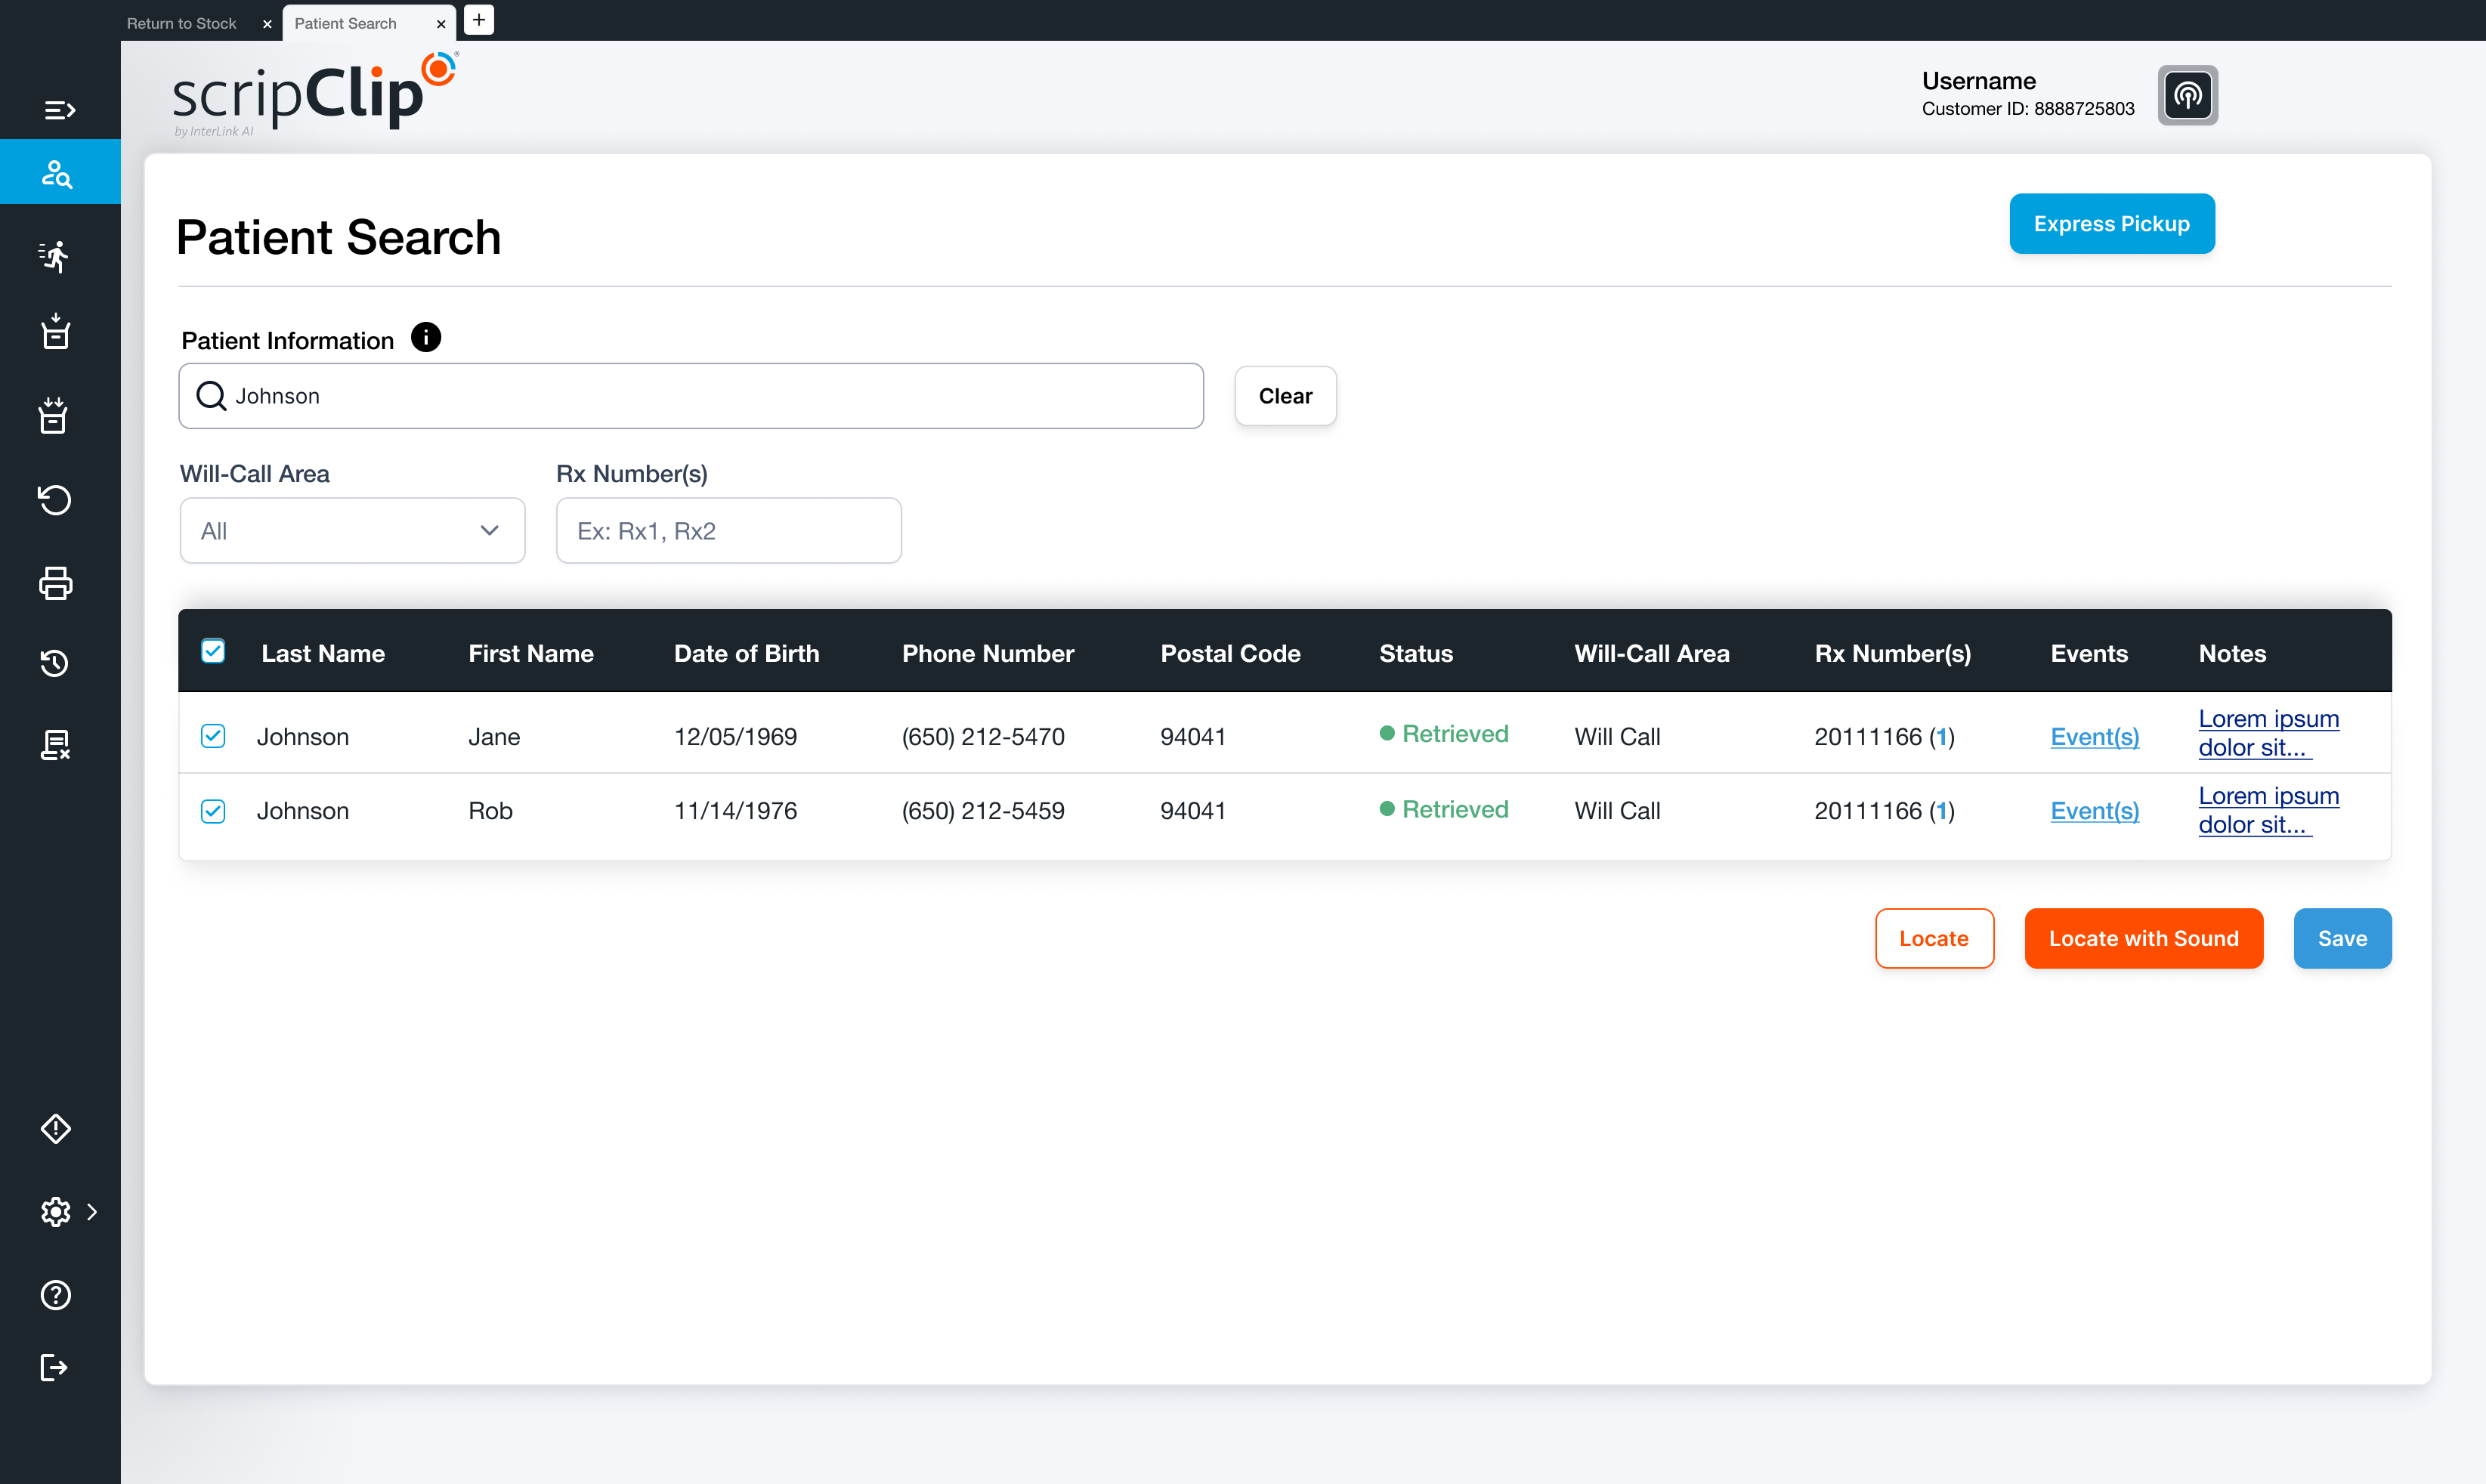 Return to Stock
Patient Search
scripClip®
by InterLink AI
Username
Customer ID: 8888725803
Patient Search
Express Pickup
Patient Information
Johnson
Clear
Will-Call Area
Rx Number(s)
All
Ex: Rx1, Rx2
Last Name First Name Date of Birth Phone Number Postal Code Status Will-Call Area Rx Number(s) Events Notes
Johnson Jane 12/05/1969 (650) 212-5470 94041 Retrieved Will Call 20111166 (1) Event(s) Lorem ipsum
dolor sit...
Johnson Rob 11/14/1976 (650) 212-5459 94041 Retrieved Will Call 20111166 (1) Event(s) Lorem ipsum
dolor sit...
Locate
Locate with Sound
Save